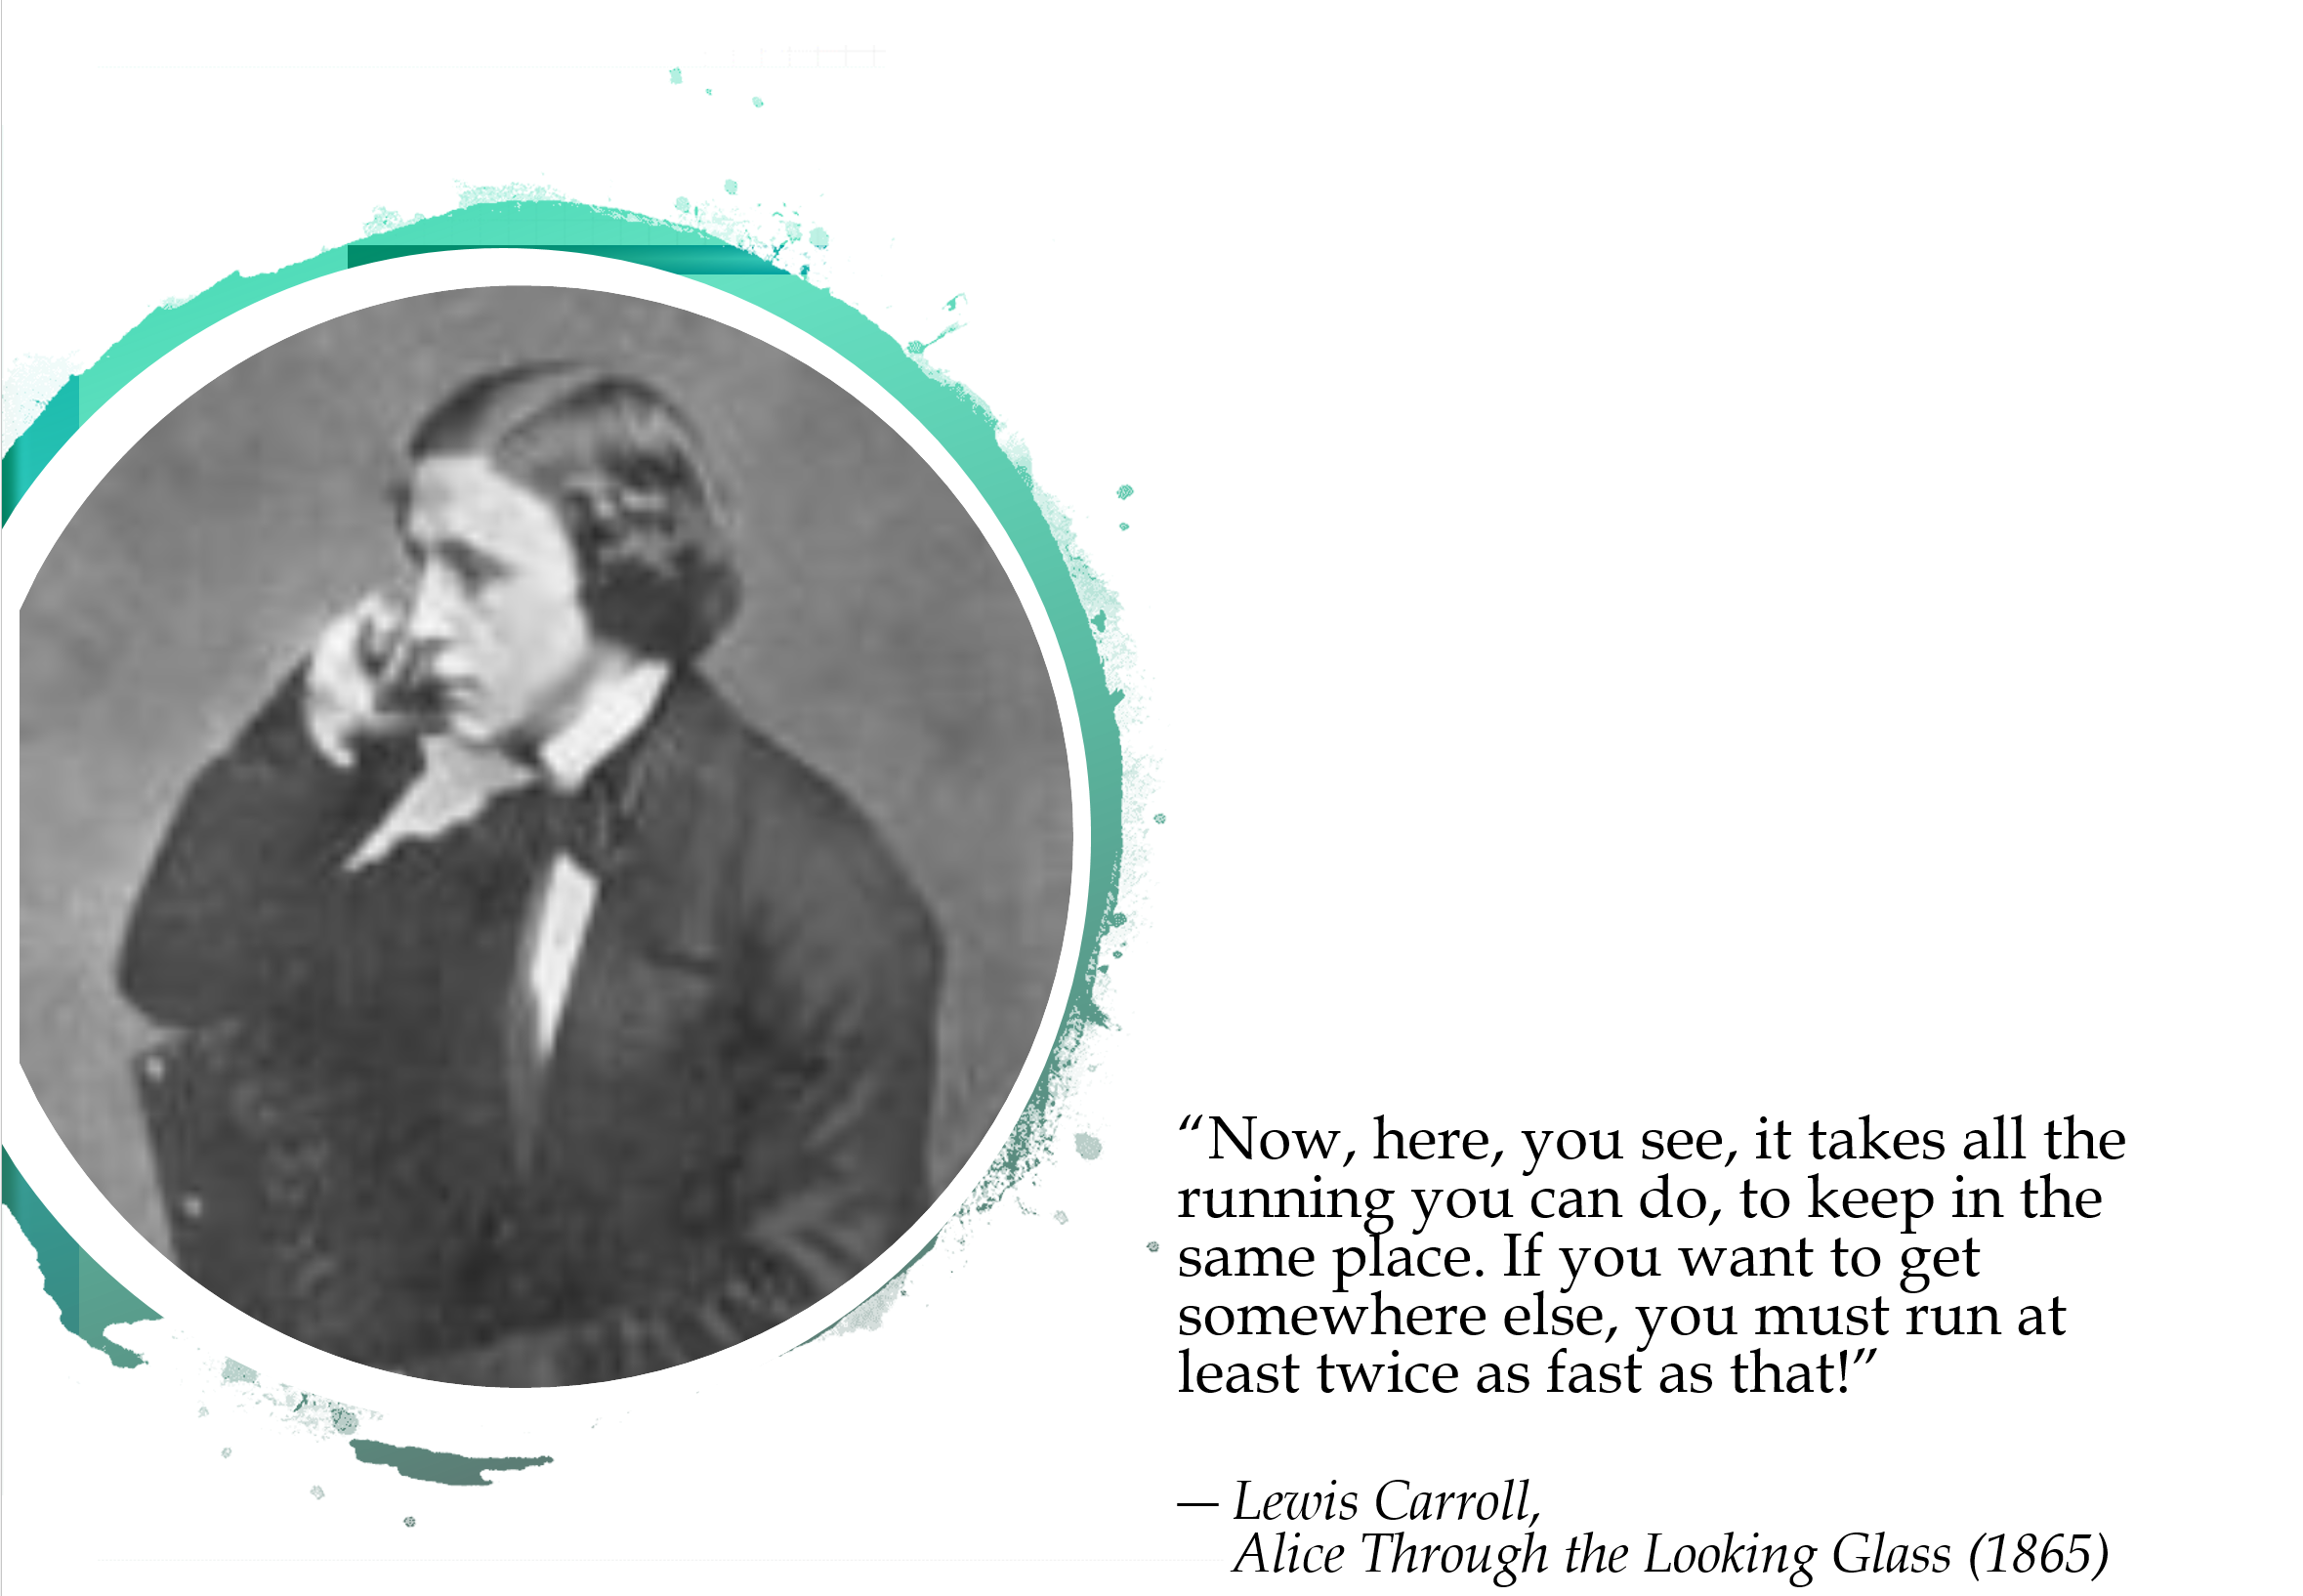 “Now, here, you see, it takes all the
running you can do, to keep in the
same place. If you want to get
somewhere else, you must run at
least twice as fast as that!”
— Lewis Carroll,
Alice Through the Looking Glass (1865)